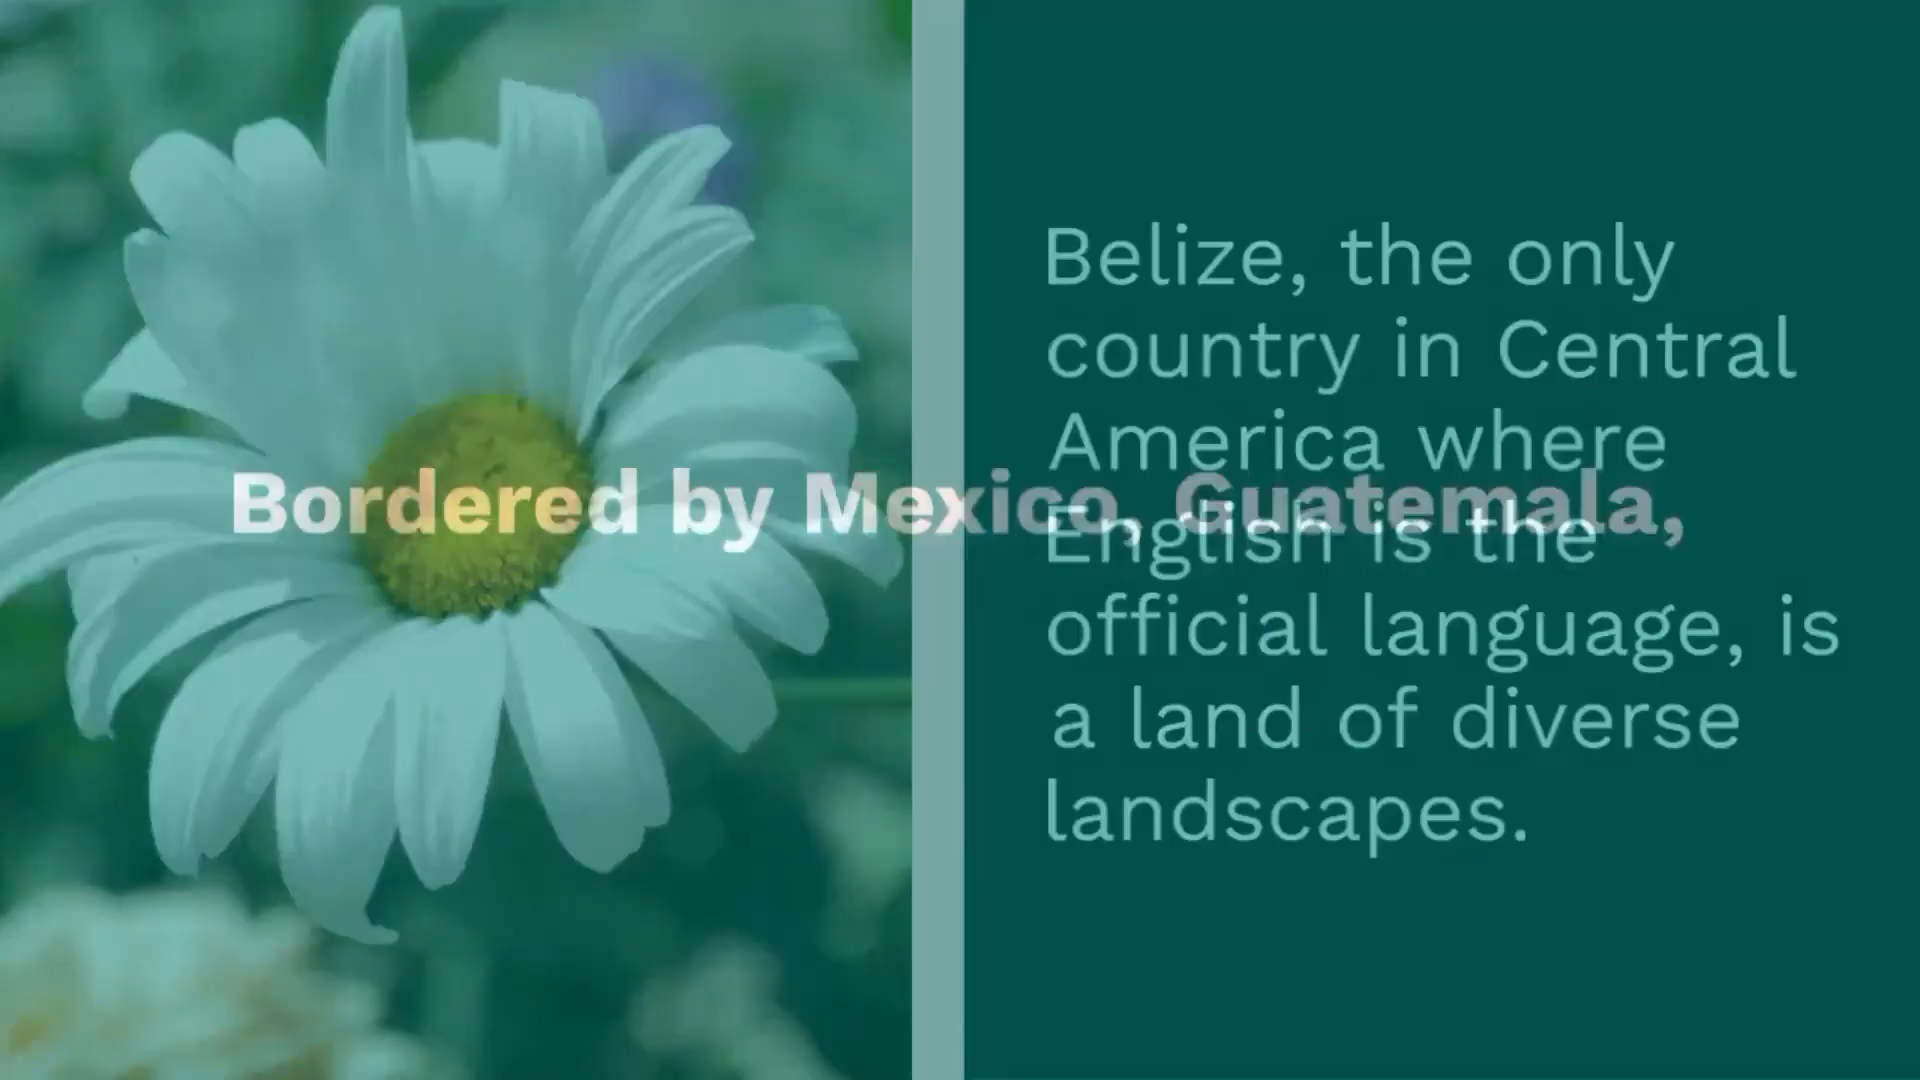 Belize, the only
country in Central
America where
English is the
official language, is
a land of diverse
landscapes.
Bordered by Mexico, Guatemala,